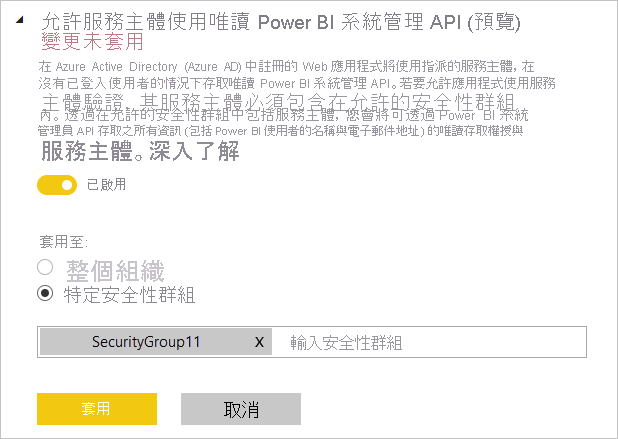 允許服務主體使用唯讀 Power BI 系統管理 API (預覽)
變更未套用
在 Azure Active Directory (Azure AD) 中註冊的 Web 應用程式將使用指派的服務主體, 在
沒有已登入使用者的情況下存取唯讀 Power BI 系統管理 API。若要允許應用程式使用服務
主體驗證, 其服務主體必須包含在允許的安全性群組
內。透過在允許的安全性群組中包括服務主體, 您會將可透過 Power BI 系統
管理員 API 存取之所有資訊 (包括 Power BI 使用者的名稱與電子郵件地址) 的唯讀存取權授與
服務主體。深入了解
已啟用
套用至:
整個組織
特定安全性群組
SecurityGroup11 X 輸入安全性群組
套用 取消